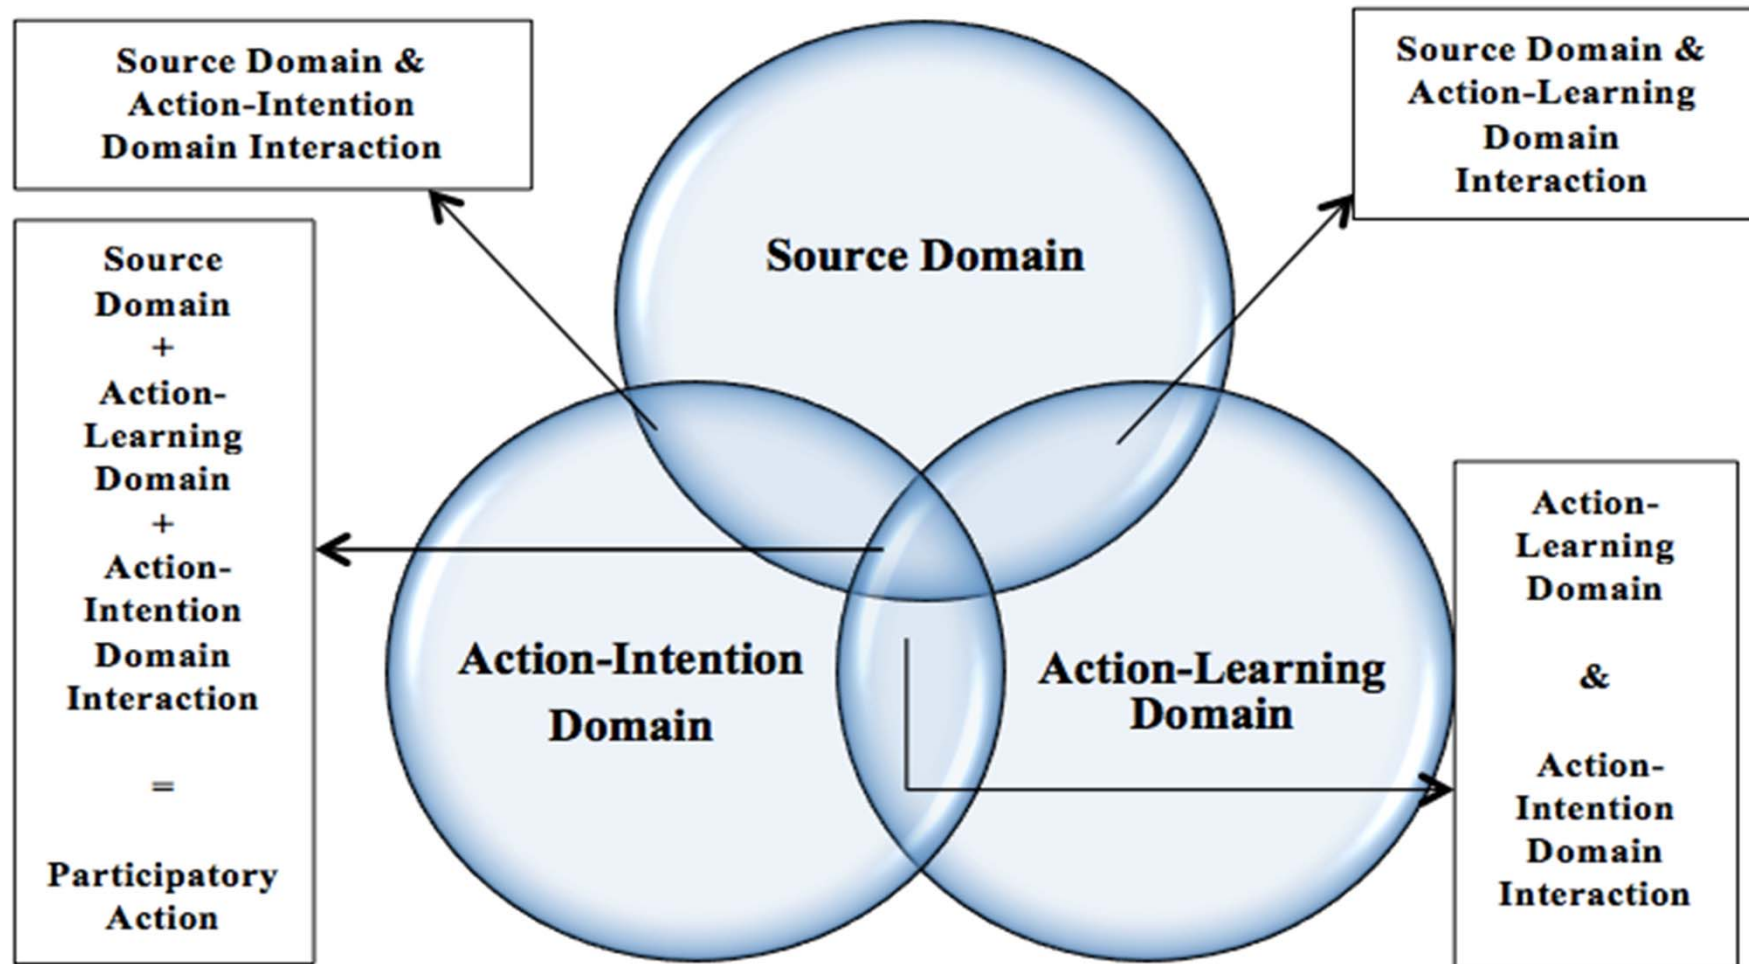 Source Domain &
Action-Intention
Domain Interaction
Source Domain &
Action-Learning
Domain
Interaction
Source
Domain
+
Action-
Learning
Domain
+
Action-
Intention
Domain
Interaction
=
Participatory
Action
Source Domain
Action-Intention
Domain
Action-Learning
Domain
Action-
Learning
Domain
&
Action-
Intention
Domain
Interaction